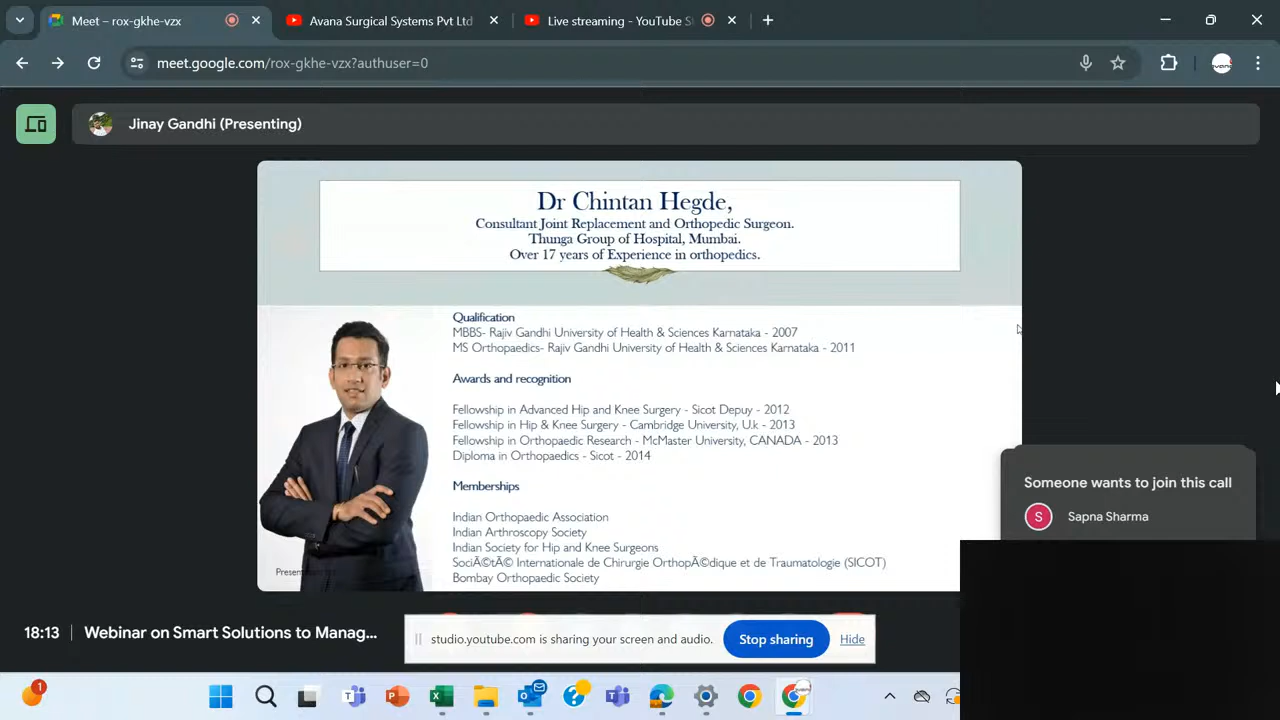 Meet – rox-gkhe-vzx
Avana Surgical Systems Pvt Ltd
Live streaming - YouTube S
meet.google.com/rox-gkhe-vzx?authuser=0
Jinay Gandhi (Presenting)
Dr Chintan Hegde,
Consultant Joint Replacement and Orthopedic Surgeon.
Thunga Group of Hospital, Mumbai.
Over 17 years of Experience in orthopedics.
Qualification
MBBS- Rajiv Gandhi University of Health & Sciences Karnataka - 2007
MS Orthopaedics- Rajiv Gandhi University of Health & Sciences Karnataka - 2011
Awards and recognition
Fellowship in Advanced Hip and Knee Surgery - Sicot Depuy - 2012
Fellowship in Hip & Knee Surgery - Cambridge University, U.k - 2013
Fellowship in Orthopaedic Research - McMaster University, CANADA - 2013
Diploma in Orthopaedics - Sicot - 2014
Memberships
Indian Orthopaedic Association
Indian Arthroscopy Society
Indian Society for Hip and Knee Surgeons
SociÃ©tÃ© Internationale de Chirurgie OrthopÃ©dique et de Traumatologie (SICOT)
Bombay Orthopaedic Society
Someone wants to join this call
S
Sapna Sharma
18:13 | Webinar on Smart Solutions to Manag...
studio.youtube.com is sharing your screen and audio.
Stop sharing
Hide
1